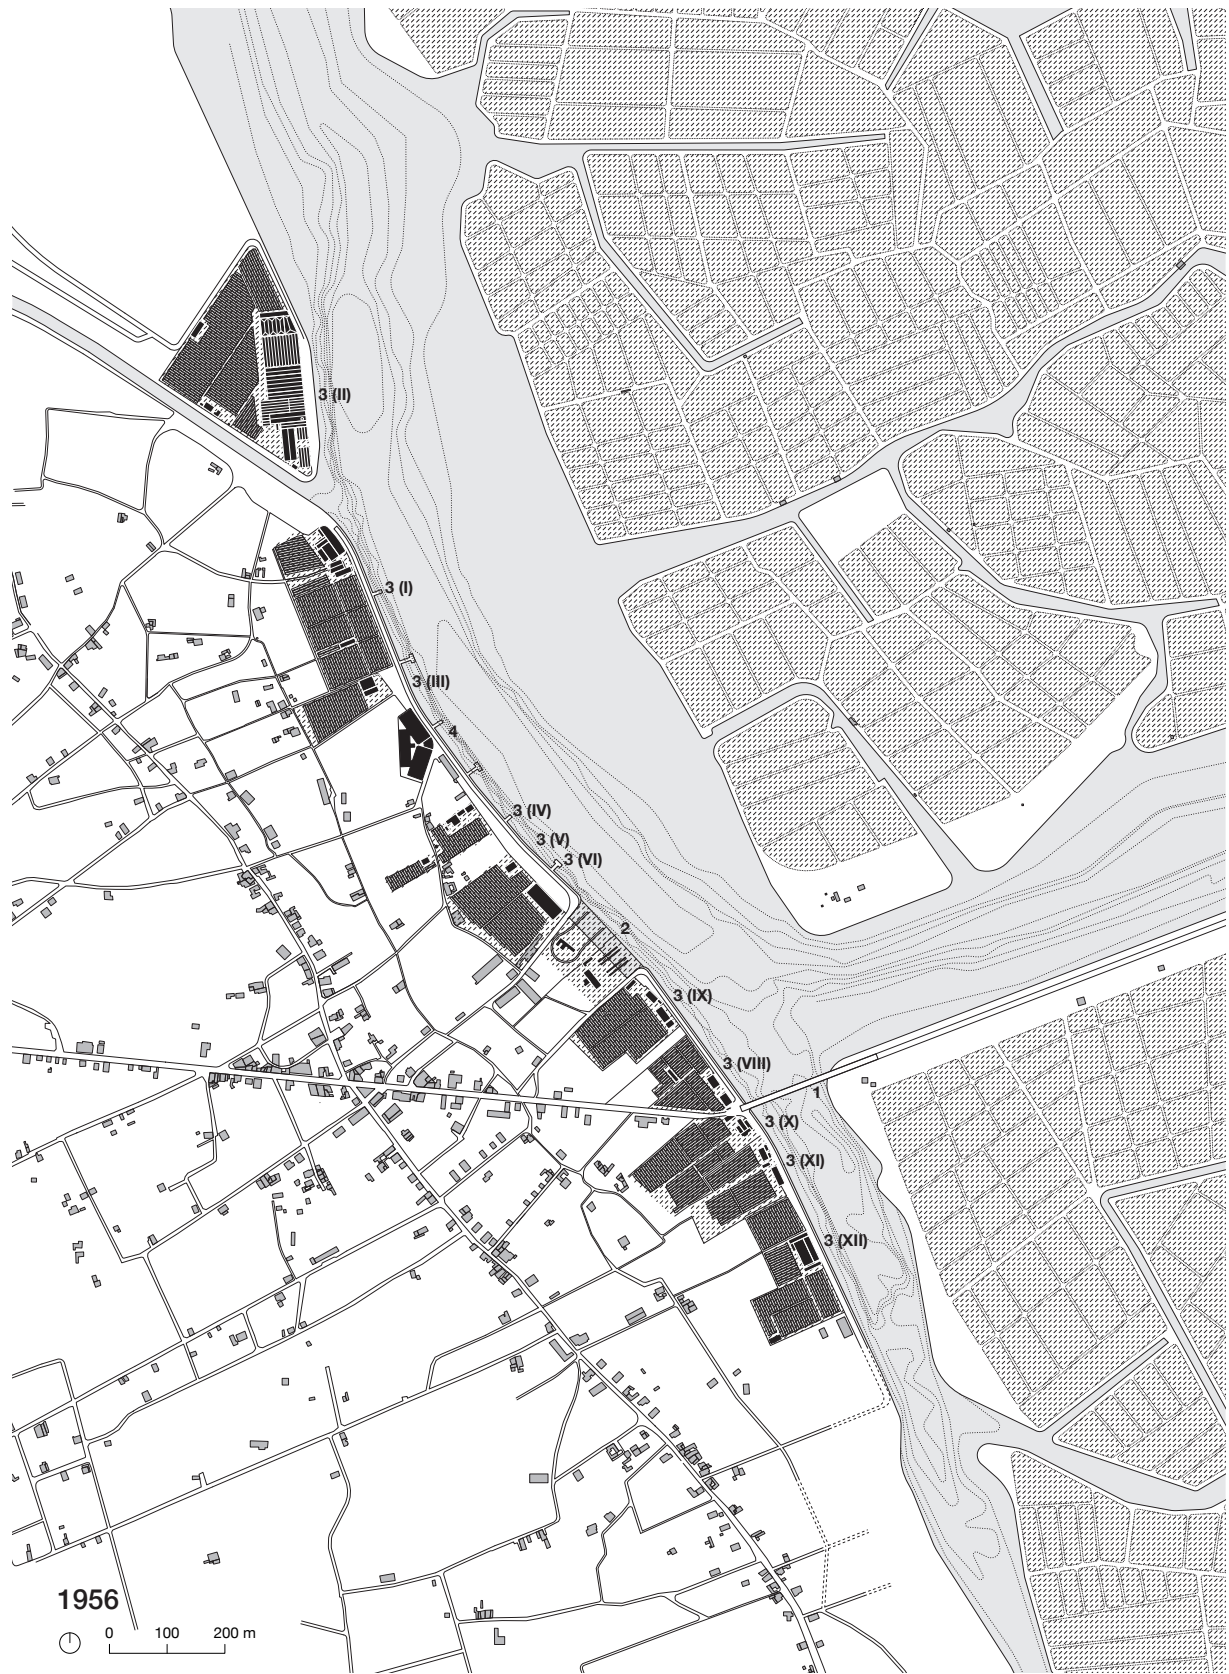 3 (II)
3 (I)
3 (III)
4
3 (IV)
3 (V)
3 (VI)
2
3 (IX)
3 (VIII)
1
3 (X)
3 (XI)
3 (XII)
1956
0 100 200 m